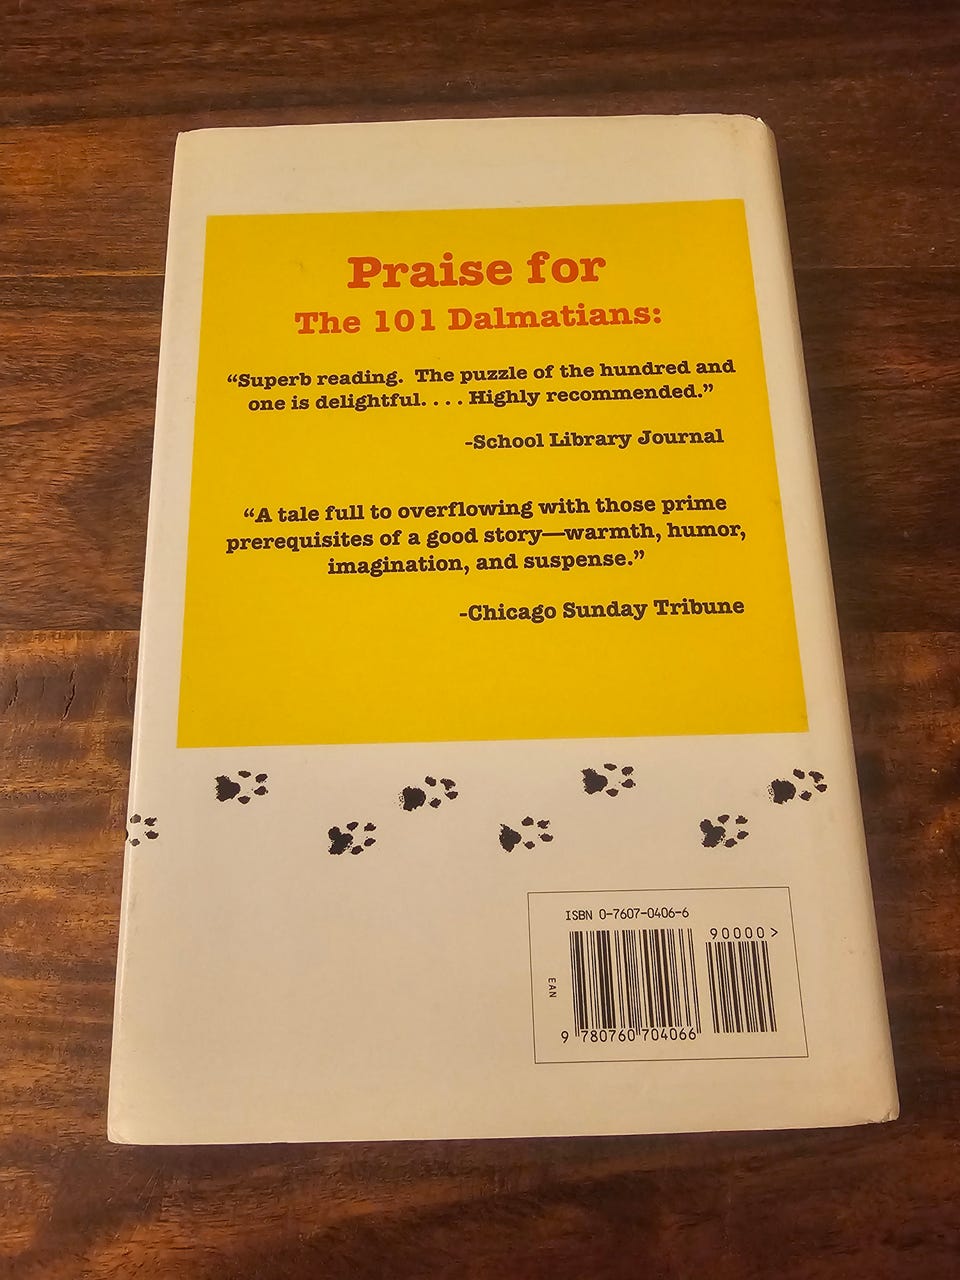 Praise for
The 101 Dalmatians:
“Superb reading.  The puzzle of the hundred and
one is delightful. . . . Highly recommended.”
-School Library Journal
“A tale full to overflowing with those prime
prerequisites of a good story—warmth, humor,
imagination, and suspense.”
-Chicago Sunday Tribune
ISBN 0-7607-0406-6
90000>
EAN
9 780760 704066